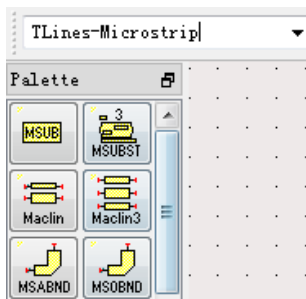 TLines-Microstrip
Palette
MSUB
3
MSUBST
Maclin
Maclin3
MSABND
MSOBND